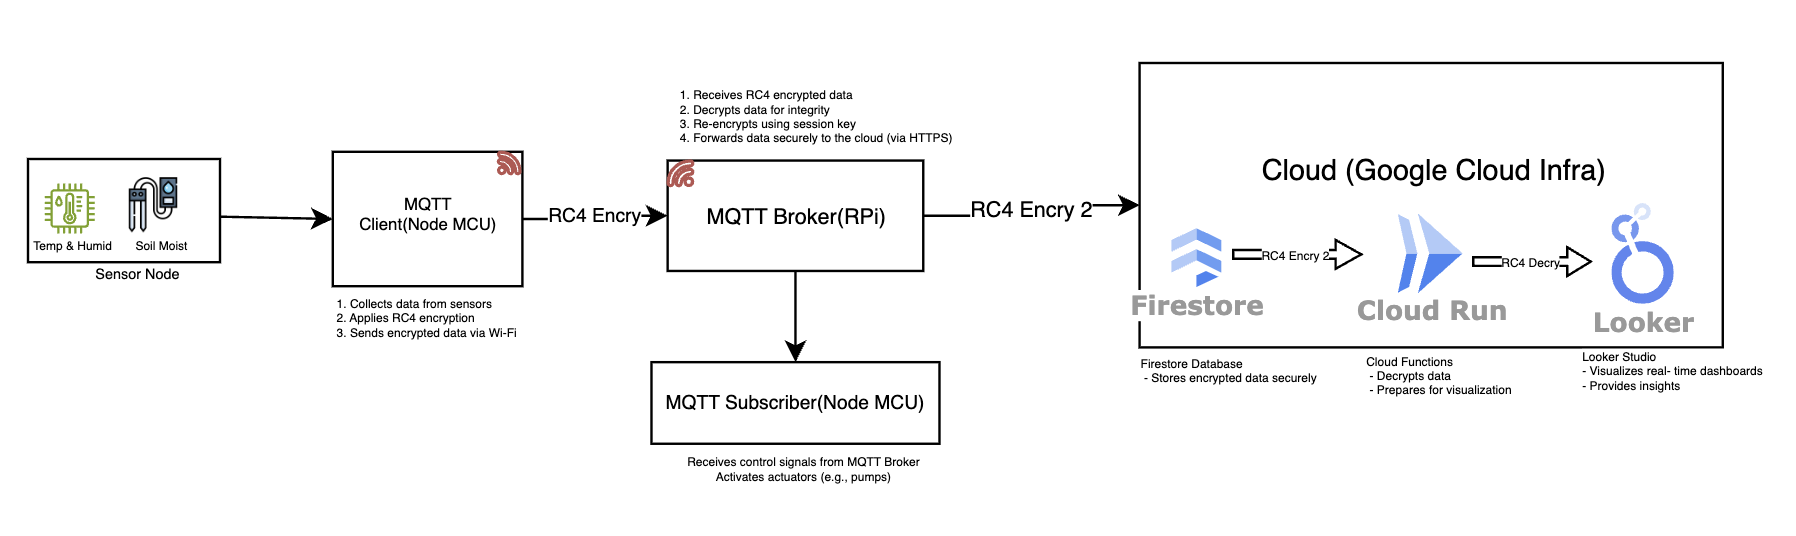 Temp & Humid
Soil Moist
Sensor Node
MQTT
Client(Node MCU)
1. Collects data from sensors
2. Applies RC4 encryption
3. Sends encrypted data via Wi-Fi
RC4 Encry
1. Receives RC4 encrypted data
2. Decrypts data for integrity
3. Re-encrypts using session key
4. Forwards data securely to the cloud (via HTTPS)
MQTT Broker(RPi)
MQTT Subscriber(Node MCU)
Receives control signals from MQTT Broker
Activates actuators (e.g., pumps)
RC4 Encry 2
Cloud (Google Cloud Infra)
Firestore
RC4 Encry 2
Cloud Run
RC4 Decry
Looker
Firestore Database
- Stores encrypted data securely
Cloud Functions
- Decrypts data
- Prepares for visualization
Looker Studio
- Visualizes real- time dashboards
- Provides insights